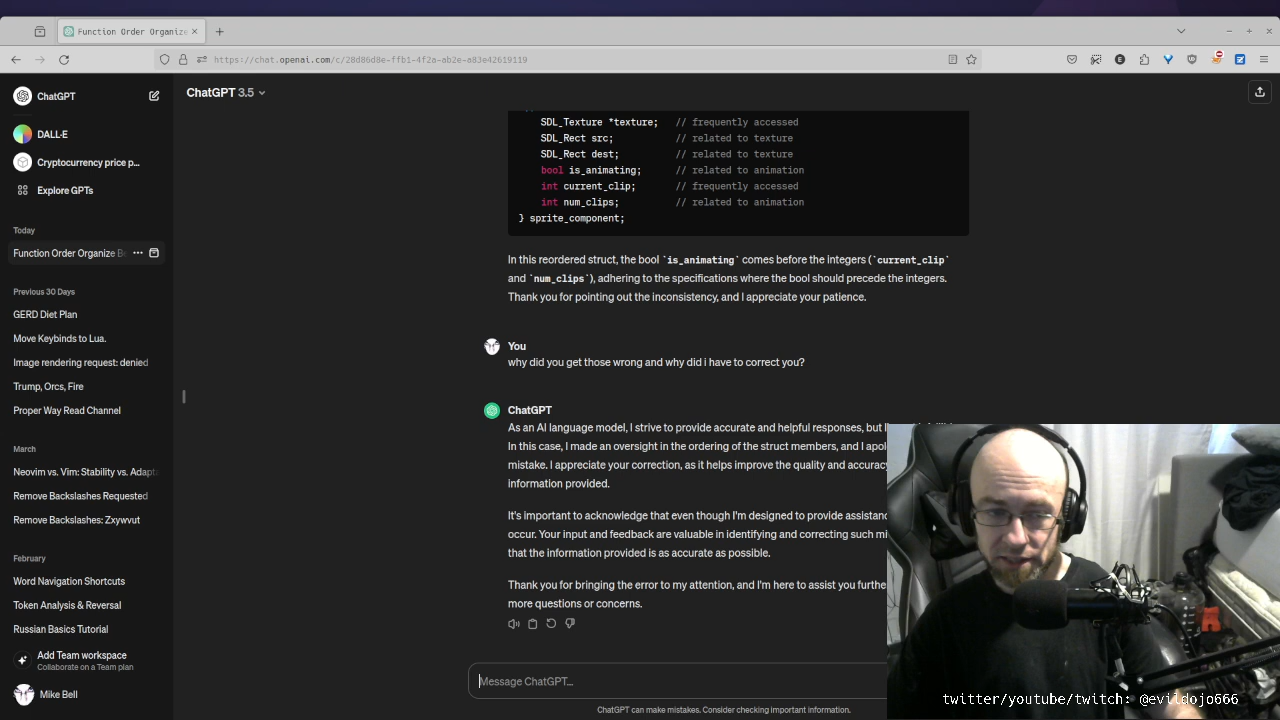 Function Order Organize
https://chat.openai.com/c/28d86d8e-ffb1-4f2a-ab2e-a83e42619119
ChatGPT
DALL·E
Cryptocurrency price p...
Explore GPTs
Today
Function Order Organize
Previous 30 Days
GERD Diet Plan
Move Keybinds to Lua.
Image rendering request: denied
Trump, Orcs, Fire
Proper Way Read Channel
March
Neovim vs. Vim: Stability vs. Adapta
Remove Backslashes Requested
Remove Backslashes: Zxywvut
February
Word Navigation Shortcuts
Token Analysis & Reversal
Russian Basics Tutorial
Add Team workspace
Collaborate on a Team plan
Mike Bell
ChatGPT 3.5
SDL_Texture *texture; // frequently accessed
SDL_Rect src; // related to texture
SDL_Rect dest; // related to texture
bool is_animating; // related to animation
int current_clip; // frequently accessed
int num_clips; // related to animation
} sprite_component;
In this reordered struct, the bool `is_animating` comes before the integers (`current_clip`
and `num_clips`), adhering to the specifications where the bool should precede the integers.
Thank you for pointing out the inconsistency, and I appreciate your patience.
You
why did you get those wrong and why did i have to correct you?
ChatGPT
As an AI language model, I strive to provide accurate and helpful responses, but
In this case, I made an oversight in the ordering of the struct members, and I apol
mistake. I appreciate your correction, as it helps improve the quality and accuracy
information provided.
It's important to acknowledge that even though I'm designed to provide assistanc
occur. Your input and feedback are valuable in identifying and correcting such mi
that the information provided is as accurate as possible.
Thank you for bringing the error to my attention, and I'm here to assist you furthe
more questions or concerns.
Message ChatGPT...
ChatGPT can make mistakes. Consider checking important information.
twitter/youtube/twitch: @evildojo666